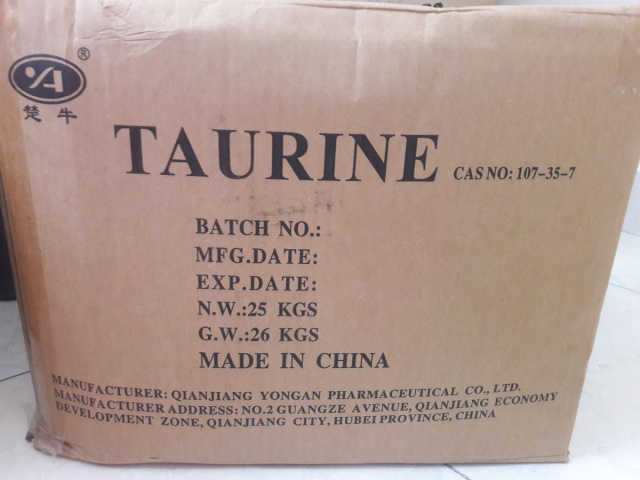 YA®
楚牛
TAURINE CAS NO: 107-35-7
BATCH NO.:
MFG.DATE:
EXP.DATE:
N.W.:25 KGS
G.W.:26 KGS
MADE IN CHINA
MANUFACTURER: QIANJIANG YONGAN PHARMACEUTICAL CO., LTD.
MANUFACTURER ADDRESS: NO.2 GUANGZE AVENUE, QIANJIANG ECONOMY
DEVELOPMENT ZONE, QIANJIANG CITY, HUBEI PROVINCE, CHINA